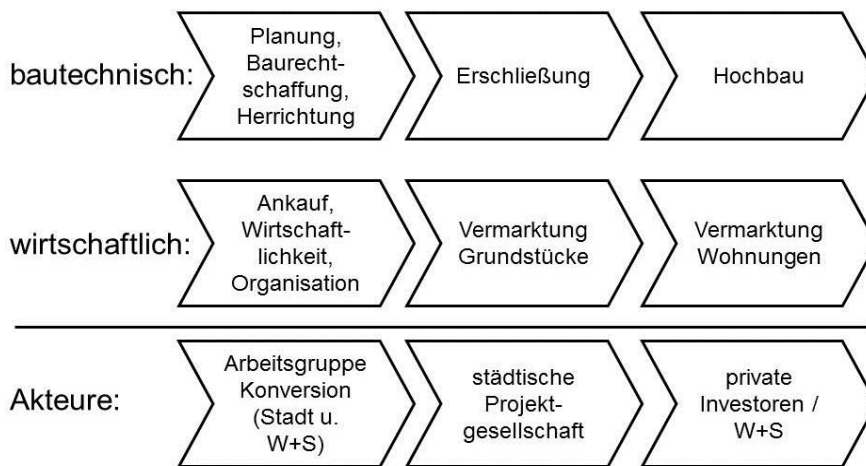 bautechnisch:
Planung,
Baurecht-
schaffung,
Herrichtung
Erschließung
Hochbau
wirtschaftlich:
Ankauf,
Wirtschaft-
lichkeit,
Organisation
Vermarktung
Grundstücke
Vermarktung
Wohnungen
Akteure:
Arbeitsgruppe
Konversion
(Stadt u.
W+S)
städtische
Projekt-
gesellschaft
private
Investoren /
W+S